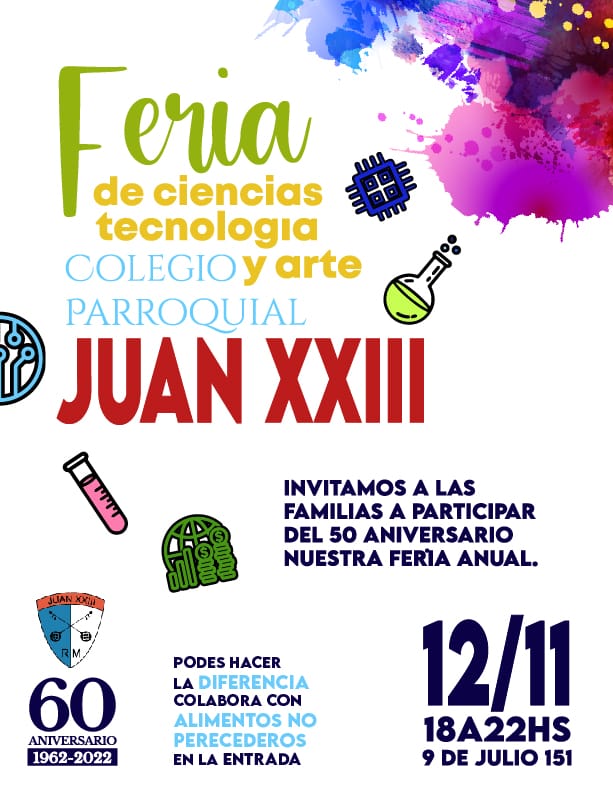 Feria
de ciencias
tecnologia
COLEGIO y arte
PARROQUIAL
JUAN XXIII
INVITAMOS A LAS
FAMILIAS A PARTICIPAR
DEL 50 ANIVERSARIO
NUESTRA FERÌA ANUAL.
JUAN XXIII
R M
60
ANIVERSARIO
1962-2022
PODES HACER
LA DIFERENCIA
COLABORA CON
ALIMENTOS NO
PERECEDEROS
EN LA ENTRADA
12/11
18A22HS
9 DE JULIO 151